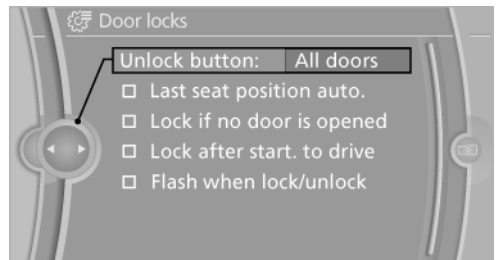 Door locks
Unlock button: All doors
Last seat position auto.
Lock if no door is opened
Lock after start. to drive
Flash when lock/unlock